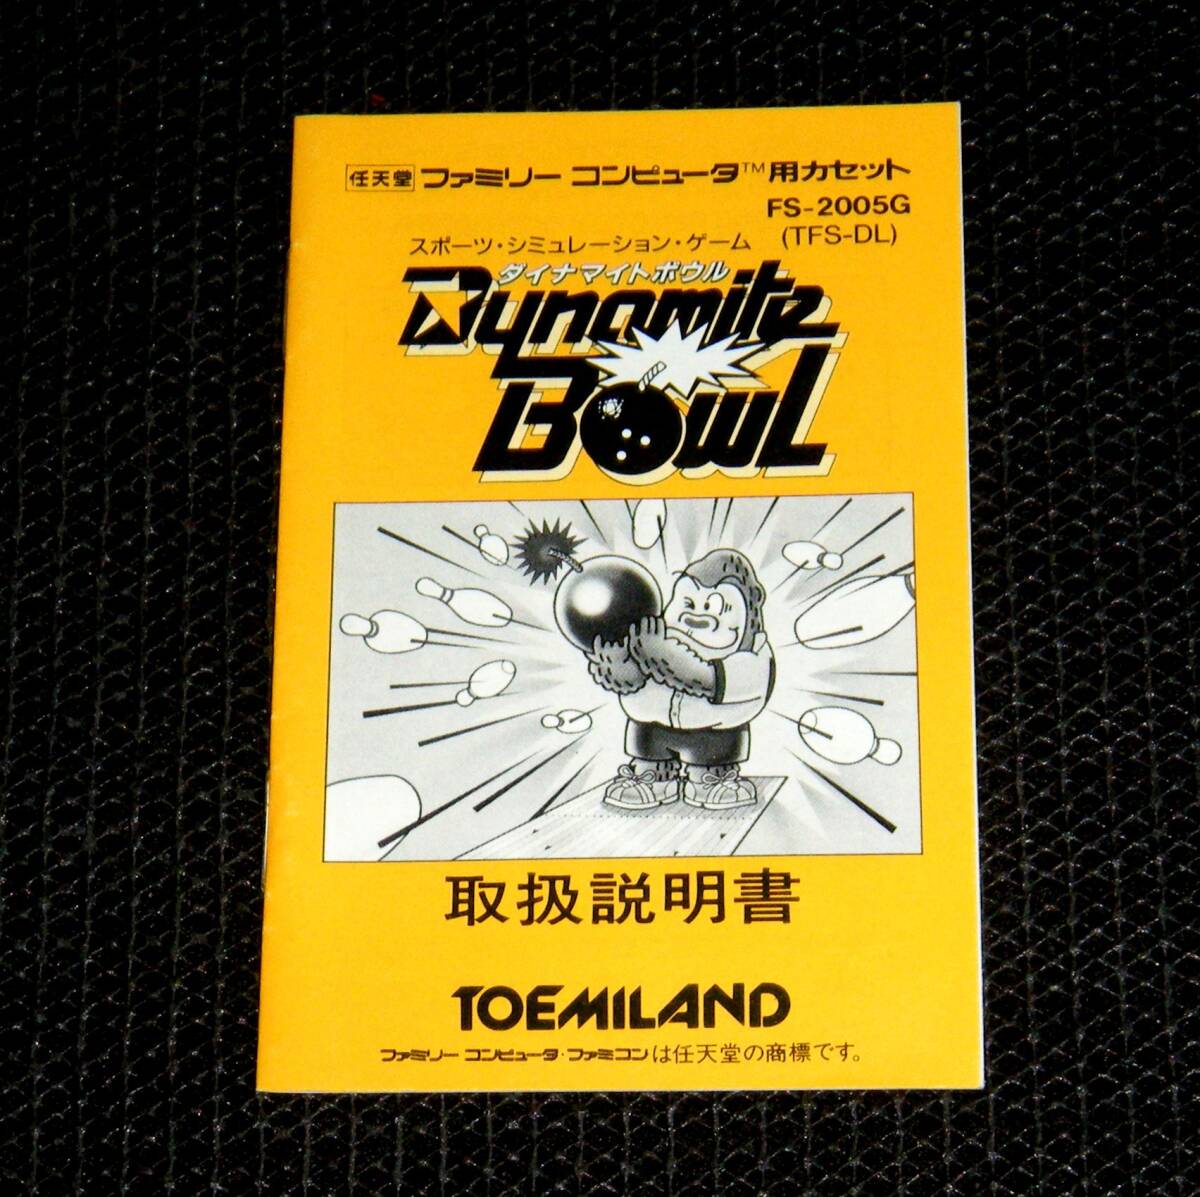 任天堂 ファミリー コンピュータ™用カセット
FS-2005G
(TFS-DL)
スポーツ・シミュレーション・ゲーム
ダイナマイトボウル
Dynamite
Bowl
取扱説明書
TOEMILAND
ファミリー コンピュータ・ファミコンは任天堂の商標です。